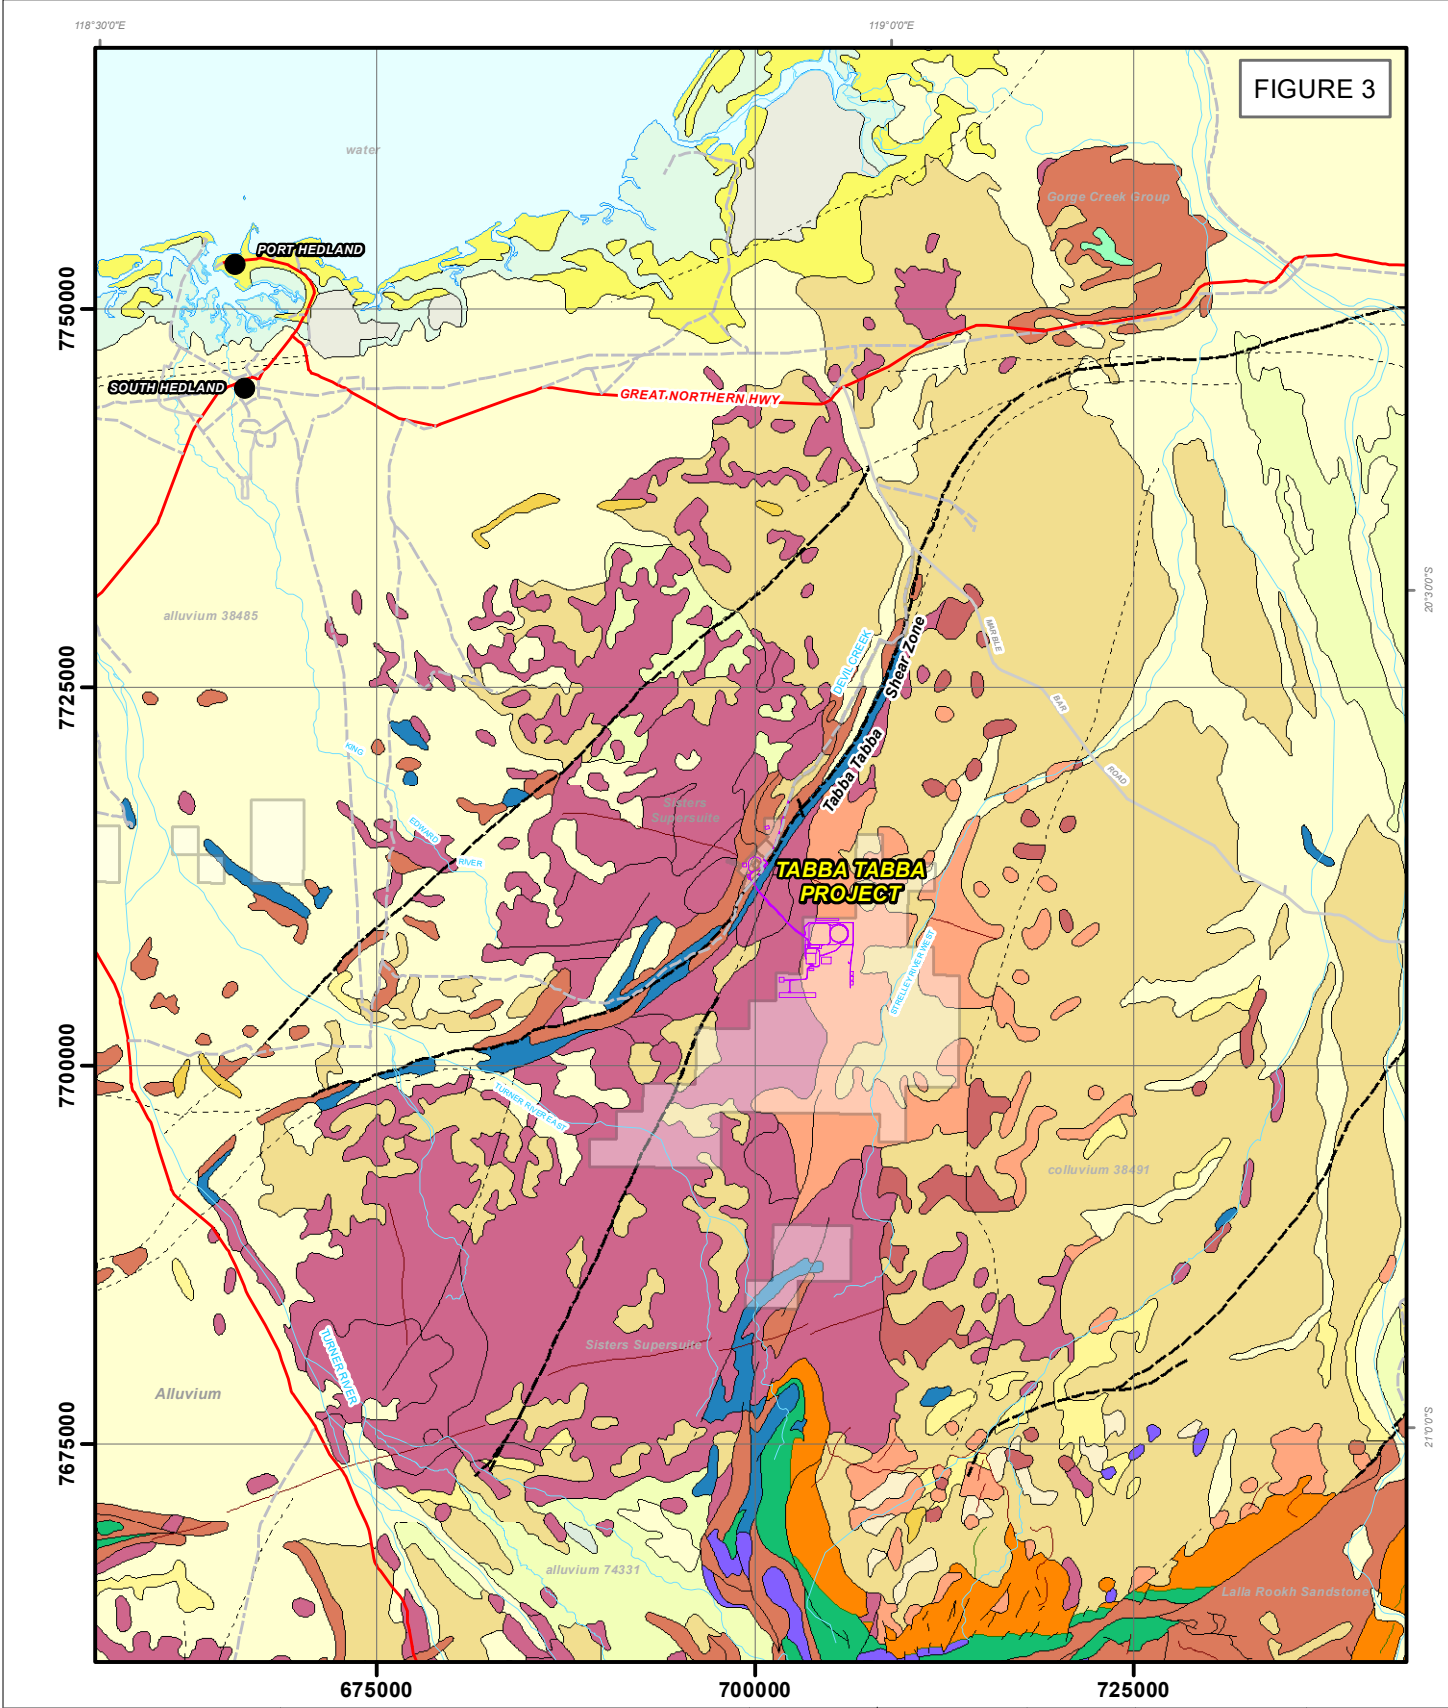 118°30'0"E
119°0'0"E
FIGURE 3
water
Gorge Creek Group
PORT HEDLAND
7750000
SOUTH HEDLAND
GREAT NORTHERN HWY
20°30'0"S
alluvium 38485
DEVIL CREEK
Shear Zone
MARBLE
7725000
BAR
KING
Tabba Tabba
ROAD
Sisters
Supersuite
EDWARD
RIVER
TABBA TABBA
PROJECT
STRELLEY RIVER WEST
7700000
TURNER RIVER EAST
colluvium 38491
Sisters Supersuite
TURNER RIVER
Alluvium
7675000
21°0'0"S
alluvium 74331
Lalla Rookh Sandstone
675000
700000
725000